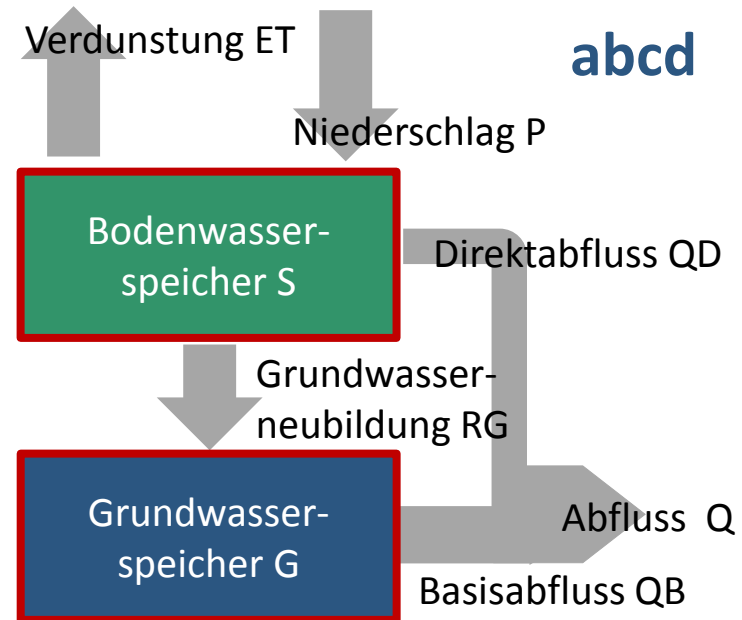 Verdunstung ET
abcd
Niederschlag P
Bodenwasser-
speicher S
Direktabfluss QD
Grundwasser-
neubildung RG
Grundwasser-
speicher G
Abfluss Q
Basisabfluss QB